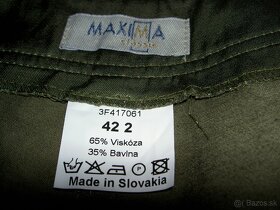 MAXIMA
3F417061
42 2
65% Viskóza
35% Bavlna
Made in Slovakia
bazos.sk